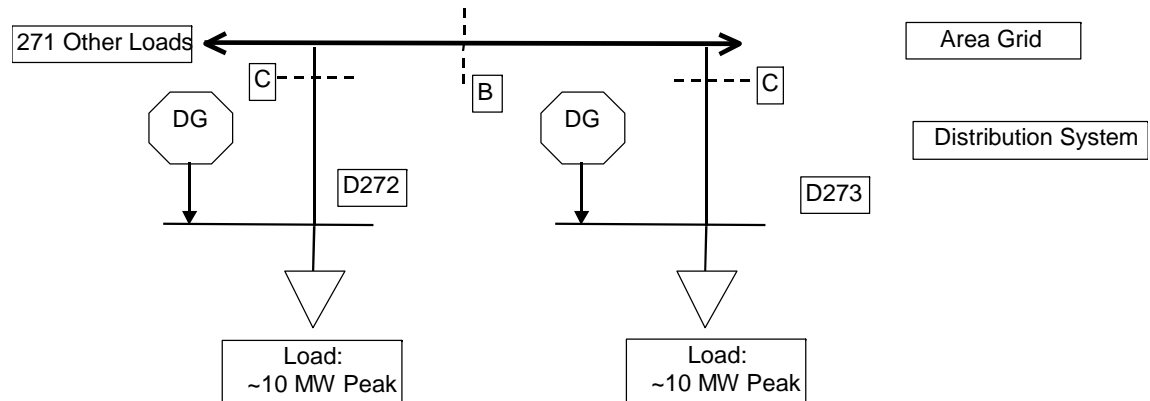 271 Other Loads
Area Grid
C
B
C
DG
DG
Distribution System
D272
D273
Load:
~10 MW Peak
Load:
~10 MW Peak